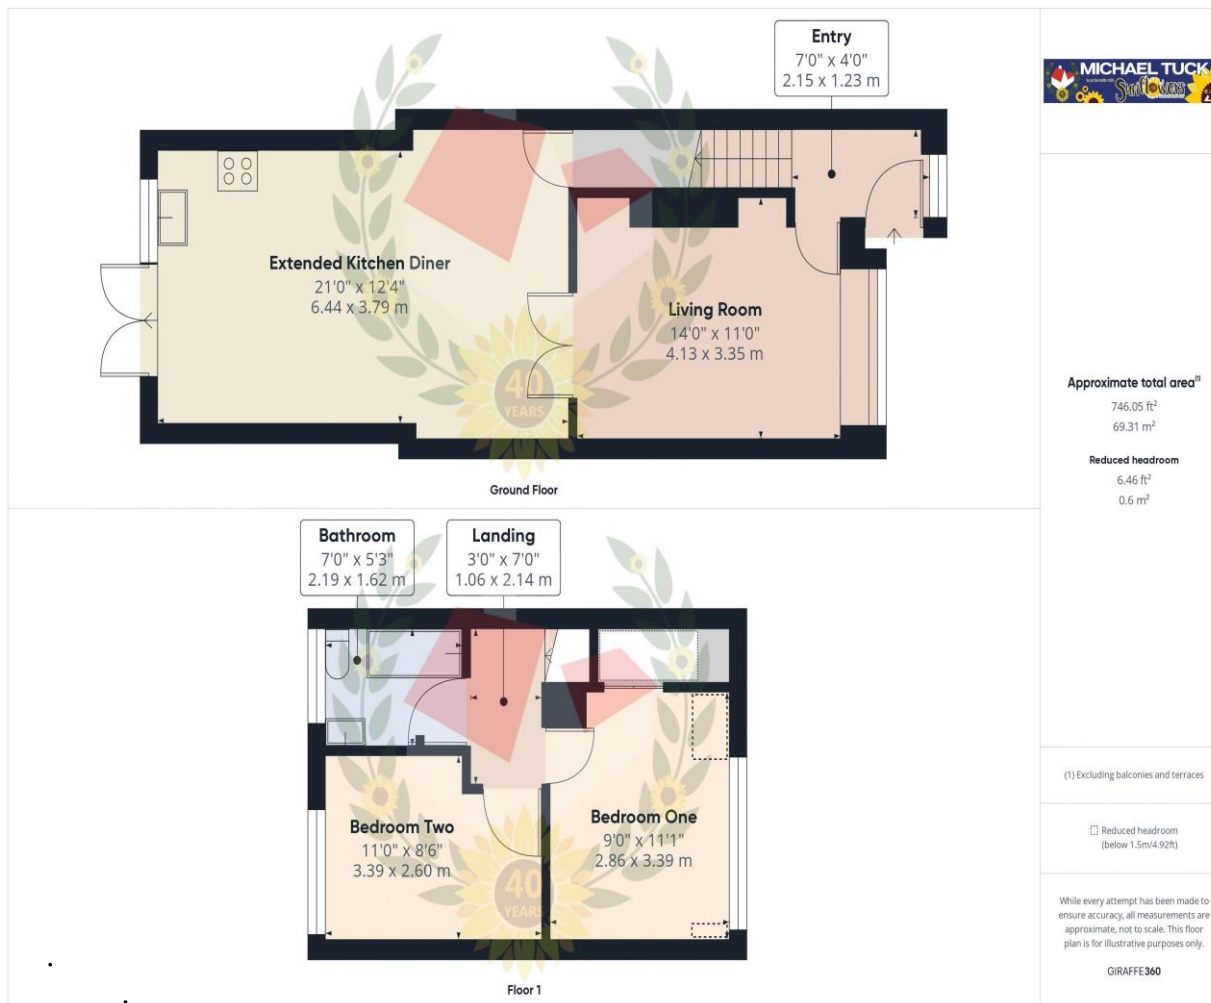 Entry
7'0" x 4'0"
2.15 x 1.23 m
MICHAEL TUCK
Sunflowers
Extended Kitchen Diner
21'0" x 12'4"
6.44 x 3.79 m
Living Room
14'0" x 11'0"
4.13 x 3.35 m
40
YEARS
Ground Floor
Approximate total area⁽¹⁾
746.05 ft²
69.31 m²
Reduced headroom
6.46 ft²
0.6 m²
Bathroom
7'0" x 5'3"
2.19 x 1.62 m
Landing
3'0" x 7'0"
1.06 x 2.14 m
Bedroom Two
11'0" x 8'6"
3.39 x 2.60 m
Bedroom One
9'0" x 11'1"
2.86 x 3.39 m
40
YEARS
Floor 1
(1) Excluding balconies and terraces
Reduced headroom
(below 1.5m/4.92ft)
While every attempt has been made to
ensure accuracy, all measurements are
approximate, not to scale. This floor
plan is for illustrative purposes only.
GIRAFFE360